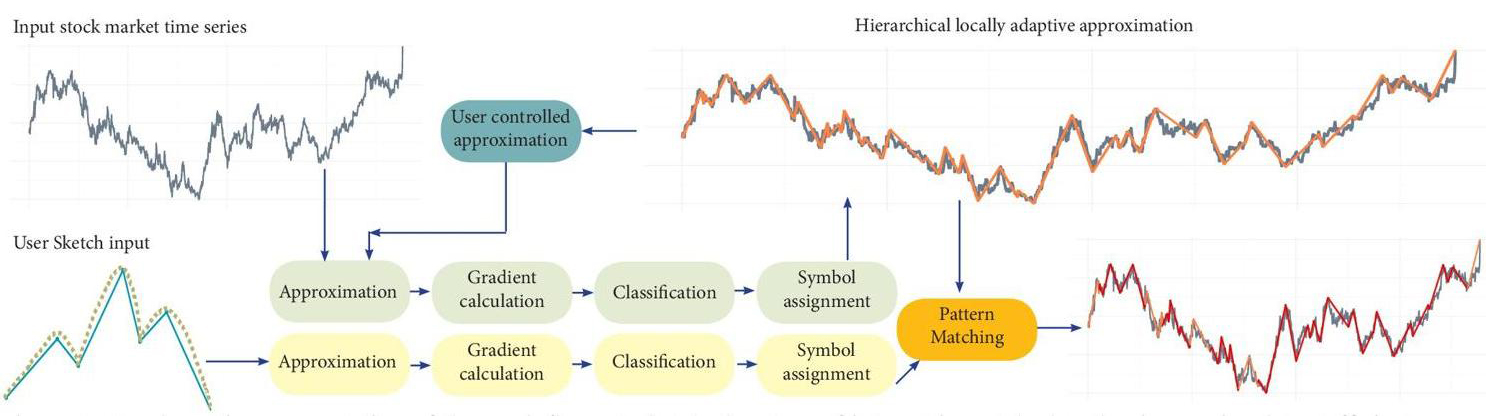 Input stock market time series
Hierarchical locally adaptive approximation
User controlled
approximation
User Sketch input
Approximation
Gradient
calculation
Classification
Symbol
assignment
Pattern
Matching
Approximation
Gradient
calculation
Classification
Symbol
assignment